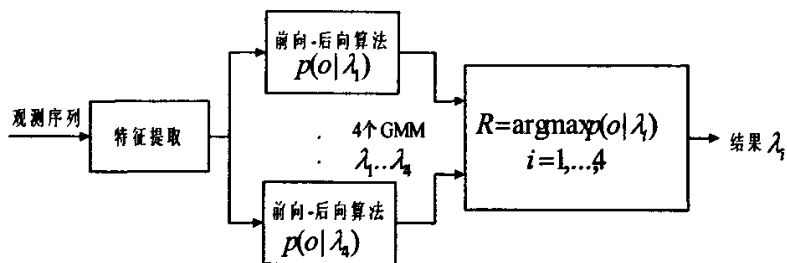 观测序列
特征提取
前向-后向算法
p(o|λ₁)
4个GMM
λ₁...λ₄
前向-后向算法
p(o|λ₄)
R=argmaxp(o|λᵢ)
i=1,...,4
结果 λᵢ